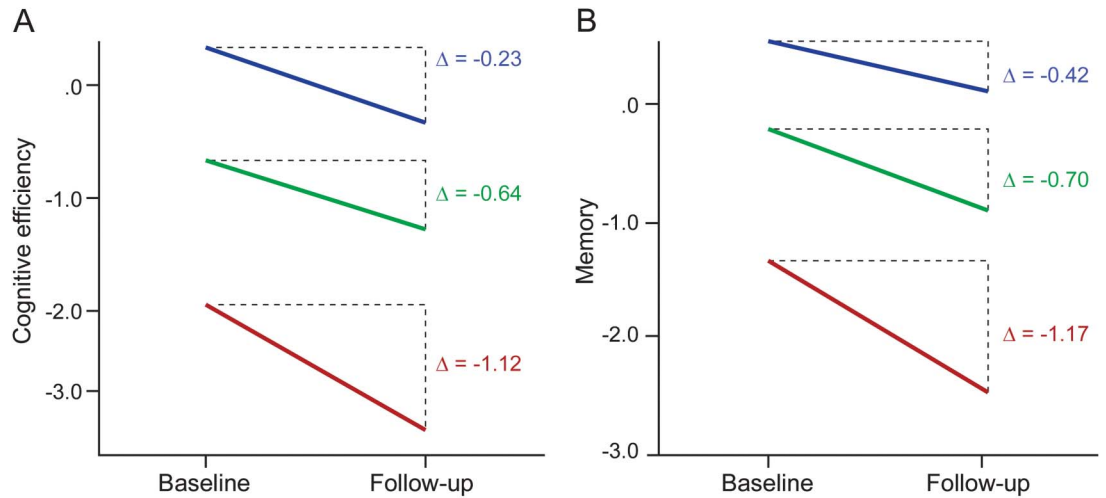 A
Cognitive efficiency
.0
-1.0
-2.0
-3.0
Δ = -0.23
Δ = -0.64
Δ = -1.12
Baseline
Follow-up
B
Memory
.0
-1.0
-2.0
-3.0
Δ = -0.42
Δ = -0.70
Δ = -1.17
Baseline
Follow-up